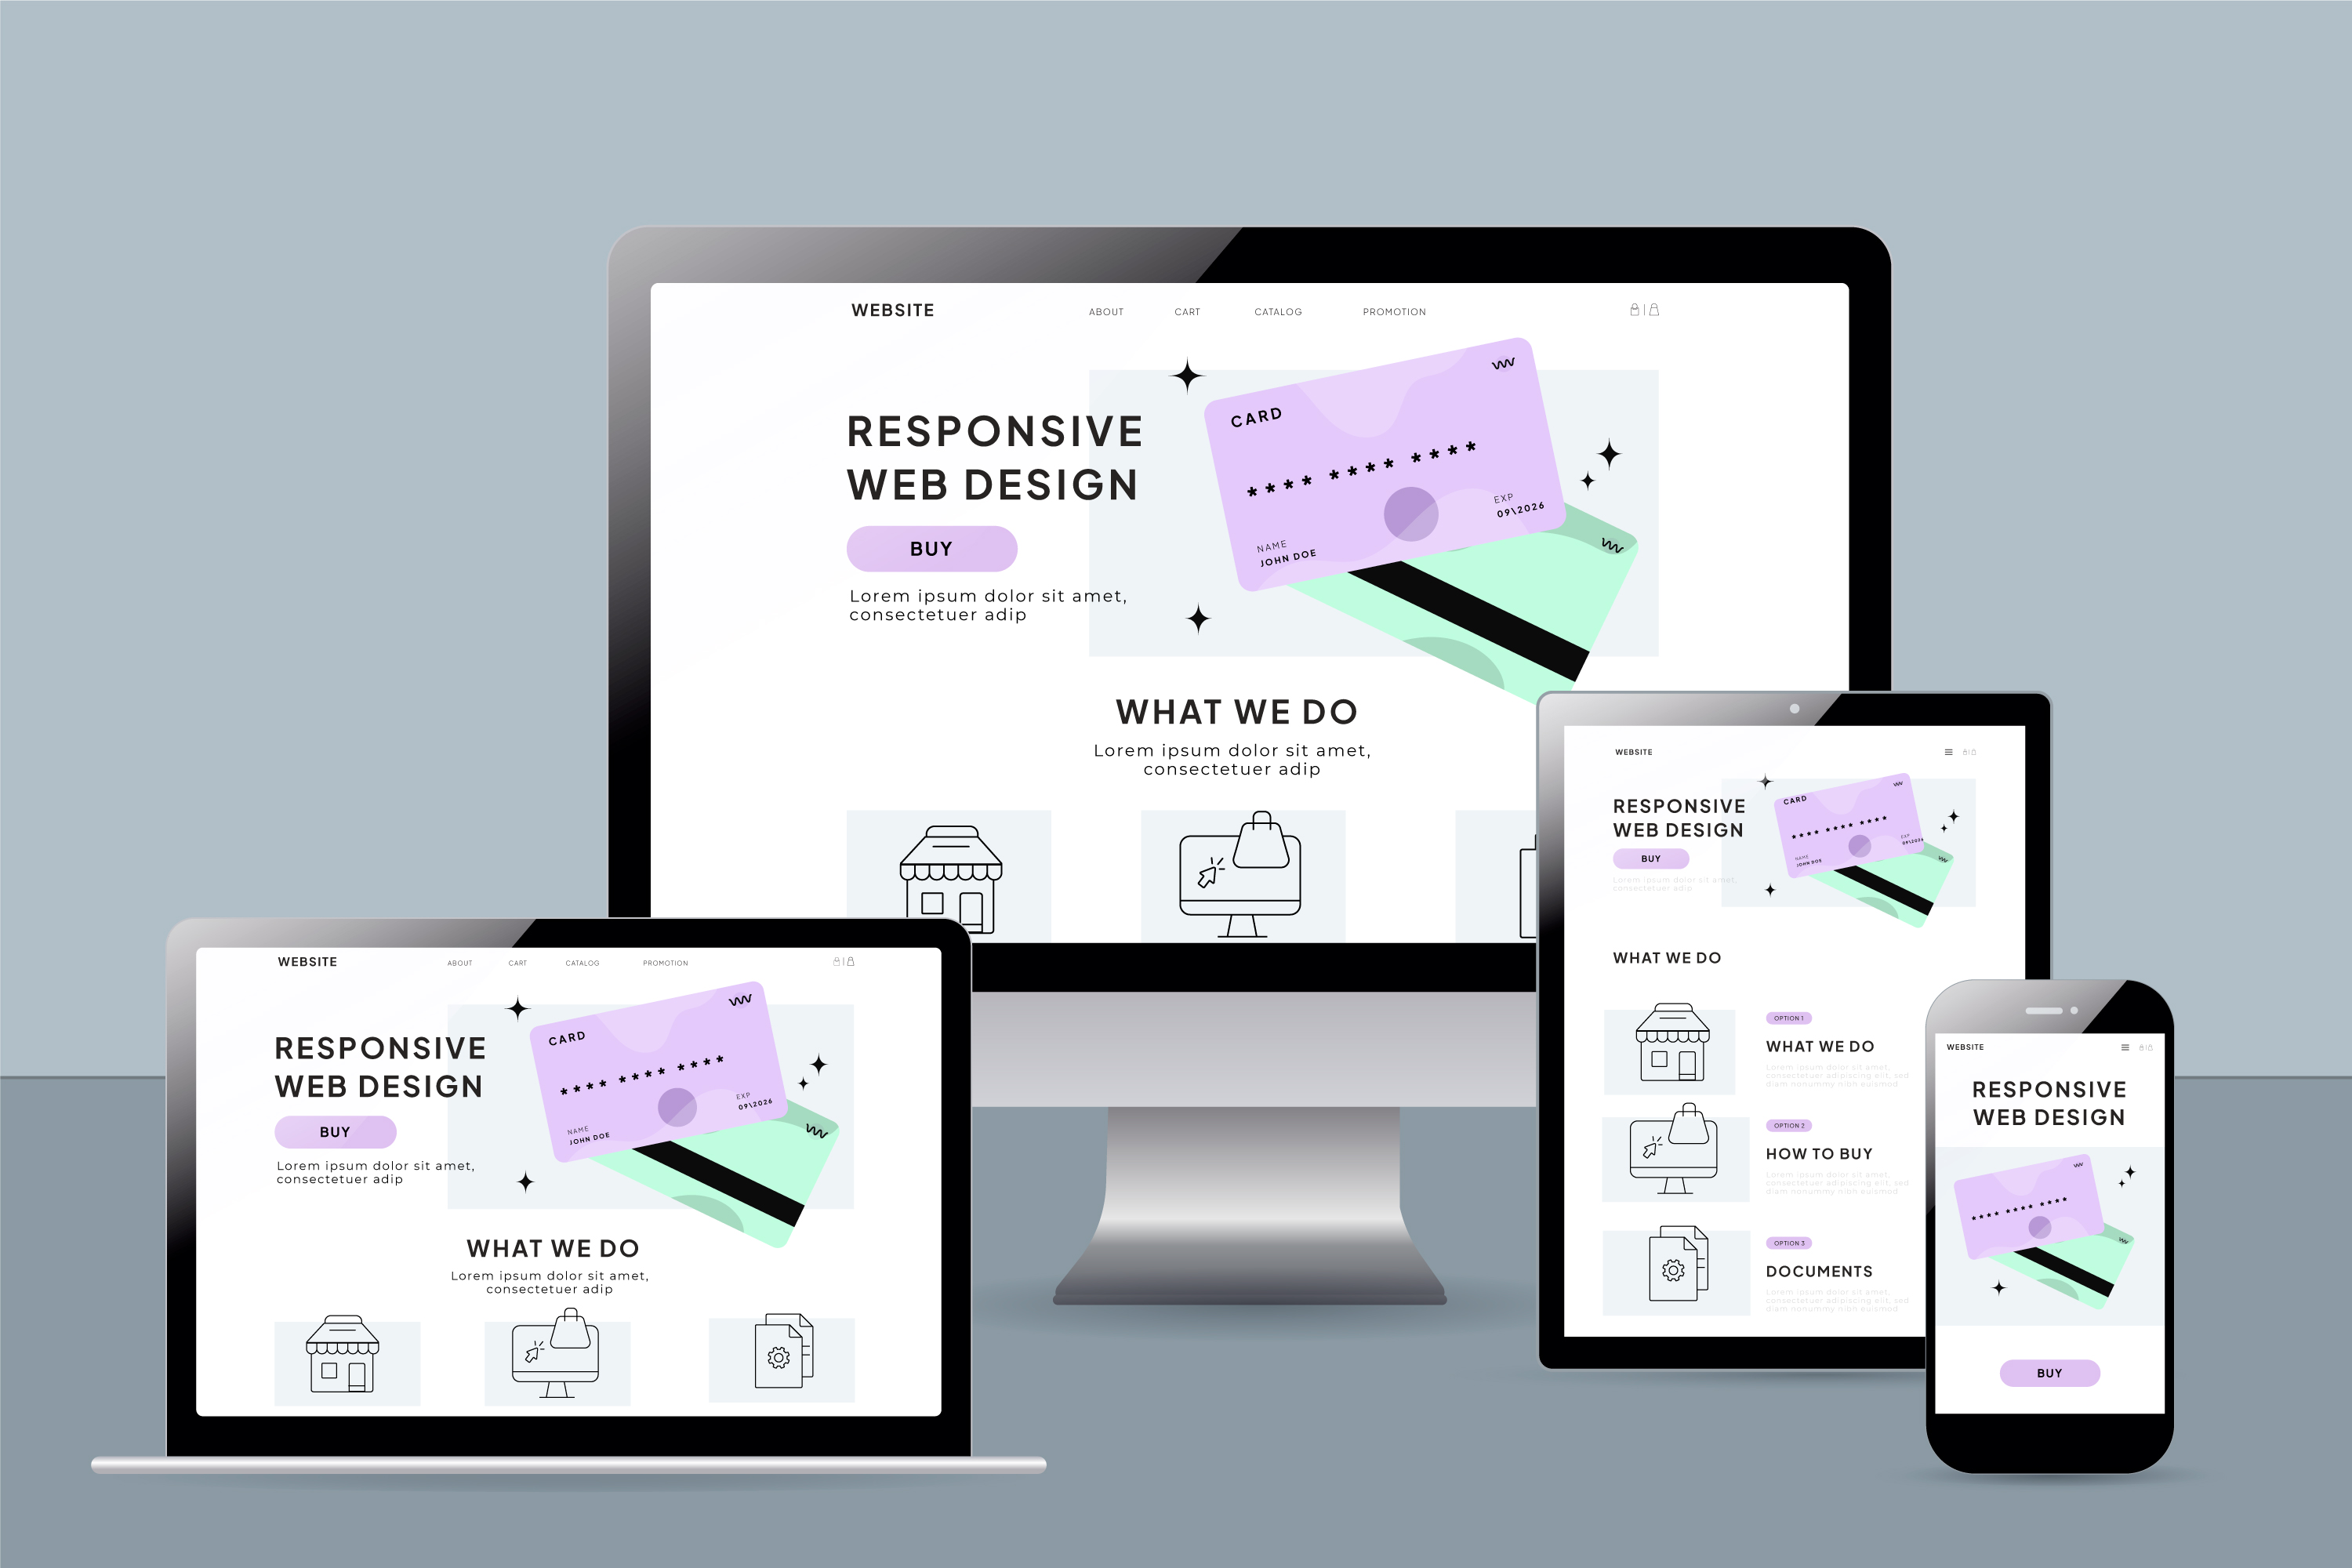 WEBSITE ABOUT CART CATALOG PROMOTION
RESPONSIVE
WEB DESIGN
BUY
Lorem ipsum dolor sit amet,
consectetuer adip
CARD
**** **** ****
EXP
09\2026
NAME
JOHN DOE
WHAT WE DO
Lorem ipsum dolor sit amet,
consectetuer adip
WEBSITE ABOUT CART CATALOG PROMOTION
RESPONSIVE
WEB DESIGN
BUY
Lorem ipsum dolor sit amet,
consectetuer adip
CARD
**** **** ****
EXP
09\2026
NAME
JOHN DOE
WHAT WE DO
Lorem ipsum dolor sit amet,
consectetuer adip
WEBSITE
RESPONSIVE
WEB DESIGN
BUY
Lorem ipsum dolor sit amet,
consectetuer adip
CARD
**** **** ****
EXP
09\2026
NAME
JOHN DOE
WHAT WE DO
OPTION 1
WHAT WE DO
Lorem ipsum dolor sit amet,
consectetuer adipiscing elit, sed
diam nonummy nibh euismod
OPTION 2
HOW TO BUY
Lorem ipsum dolor sit amet,
consectetuer adipiscing elit, sed
diam nonummy nibh euismod
OPTION 3
DOCUMENTS
Lorem ipsum dolor sit amet,
consectetuer adipiscing elit, sed
diam nonummy nibh euismod
WEBSITE
RESPONSIVE
WEB DESIGN
**** **** ****
BUY